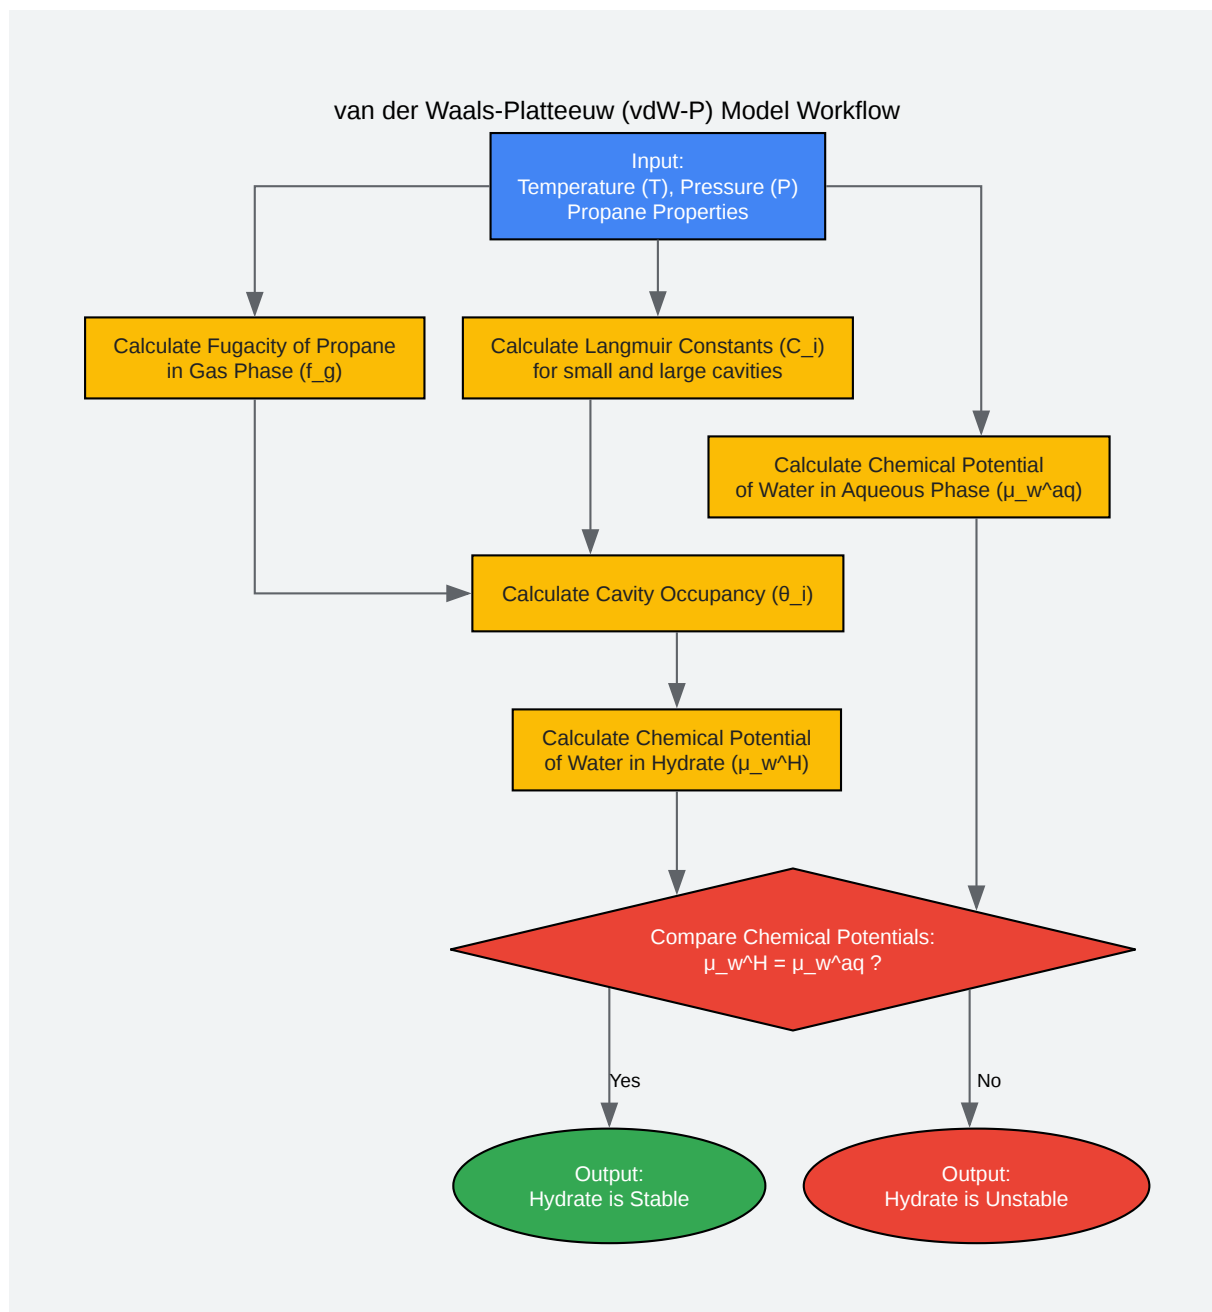 van der Waals-Platteeuw (vdW-P) Model Workflow
Input:
Temperature (T), Pressure (P)
Propane Properties
Calculate Fugacity of Propane
in Gas Phase (f_g)
Calculate Langmuir Constants (C_i)
for small and large cavities
Calculate Chemical Potential
of Water in Aqueous Phase (μ_w^aq)
Calculate Cavity Occupancy (θ_i)
Calculate Chemical Potential
of Water in Hydrate (μ_w^H)
Compare Chemical Potentials:
μ_w^H = μ_w^aq ?
Yes
No
Output:
Hydrate is Stable
Output:
Hydrate is Unstable